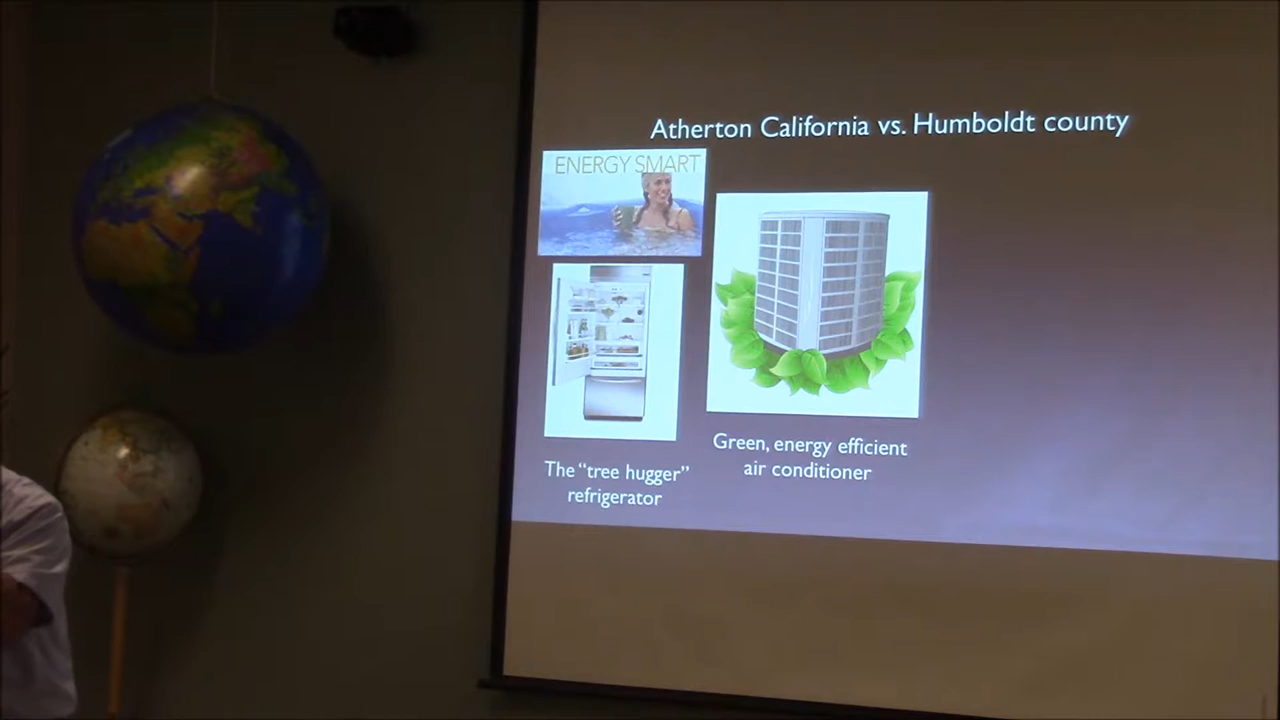 Atherton California vs. Humboldt county
ENERGY SMART
The “tree hugger”
refrigerator
Green, energy efficient
air conditioner